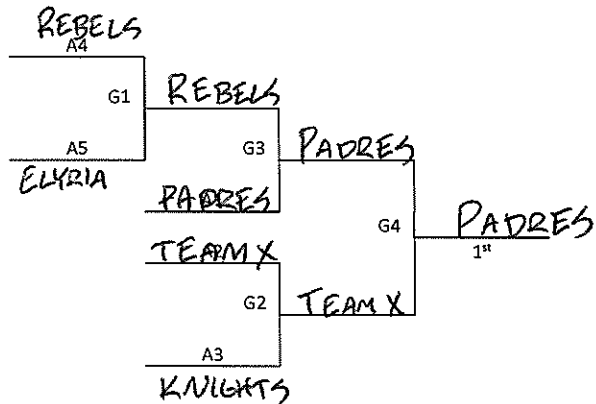 REBELS
A4
G1
REBELS
A5
ELYRIA
G3
PADRES
PADRES
G4
PADRES
1st
TEAM X
G2
TEAM X
A3
KNIGHTS